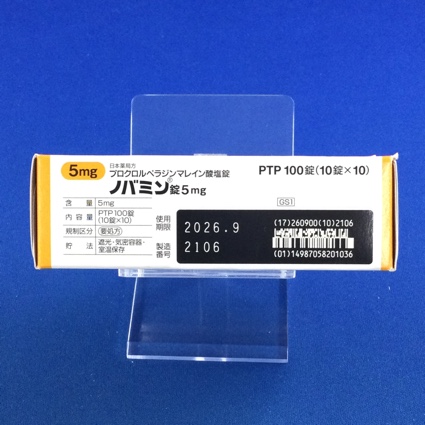 5mg
日本薬局方
プロクロルペラジンマレイン酸塩錠
ノバミン®錠5mg
PTP 100錠(10錠×10)
含量 5mg
内容量 PTP100錠
(10錠×10)
規制区分 要処方
貯法 遮光・気密容器・
室温保存
GS1
使用
期限 2026.9
製造
番号 2106
(17)260900(10)2106
(01)14987058201036